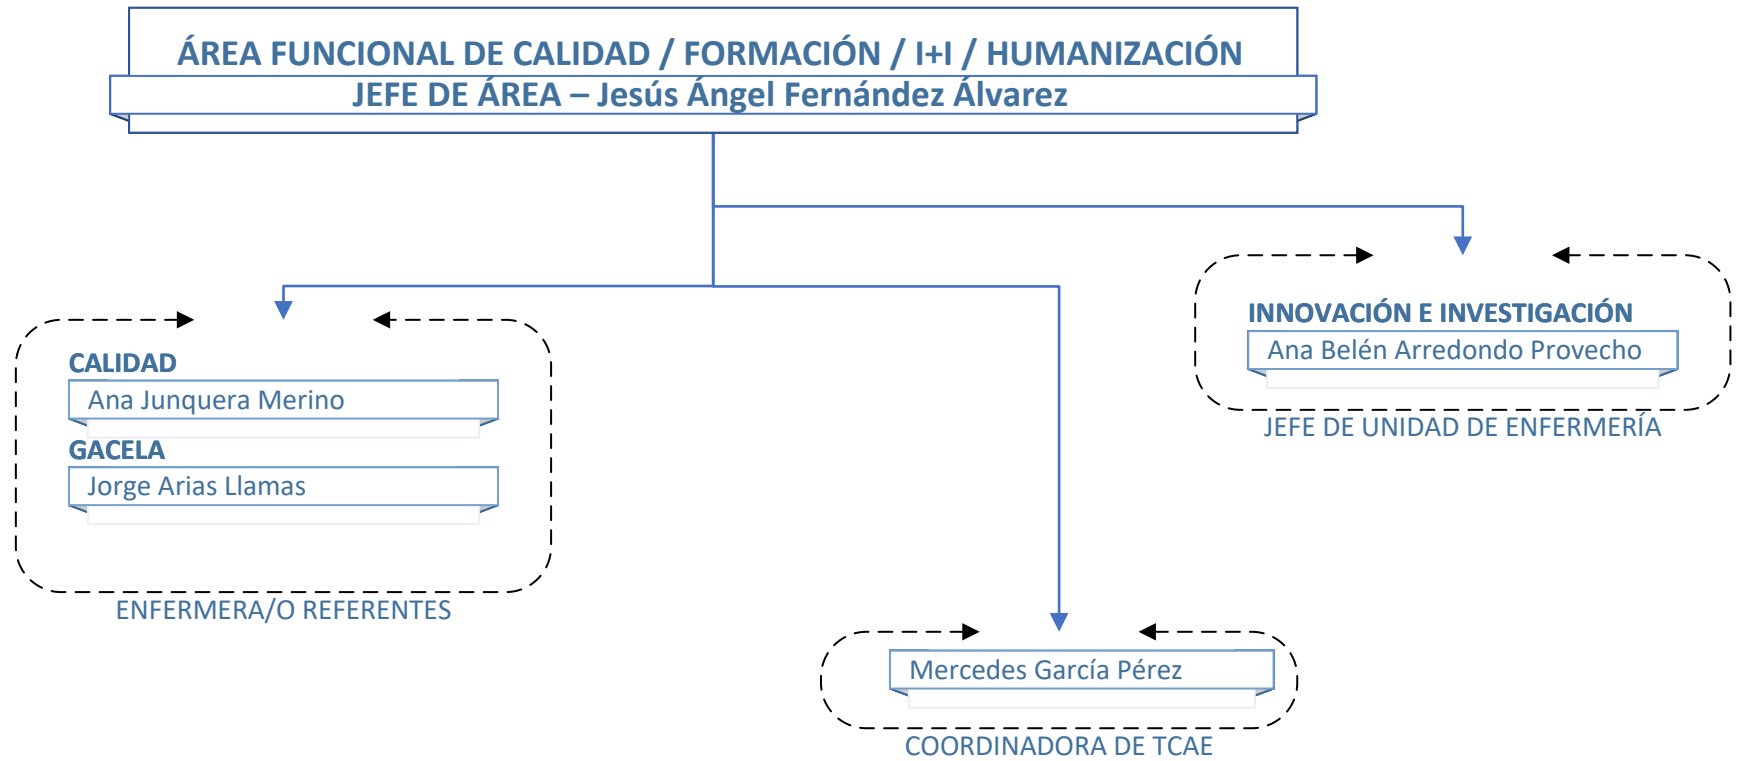 ÁREA FUNCIONAL DE CALIDAD / FORMACIÓN / I+I / HUMANIZACIÓN
JEFE DE ÁREA – Jesús Ángel Fernández Álvarez
INNOVACIÓN E INVESTIGACIÓN
Ana Belén Arredondo Provecho
JEFE DE UNIDAD DE ENFERMERÍA
CALIDAD
Ana Junquera Merino
GACELA
Jorge Arias Llamas
ENFERMERA/O REFERENTES
Mercedes García Pérez
COORDINADORA DE TCAE